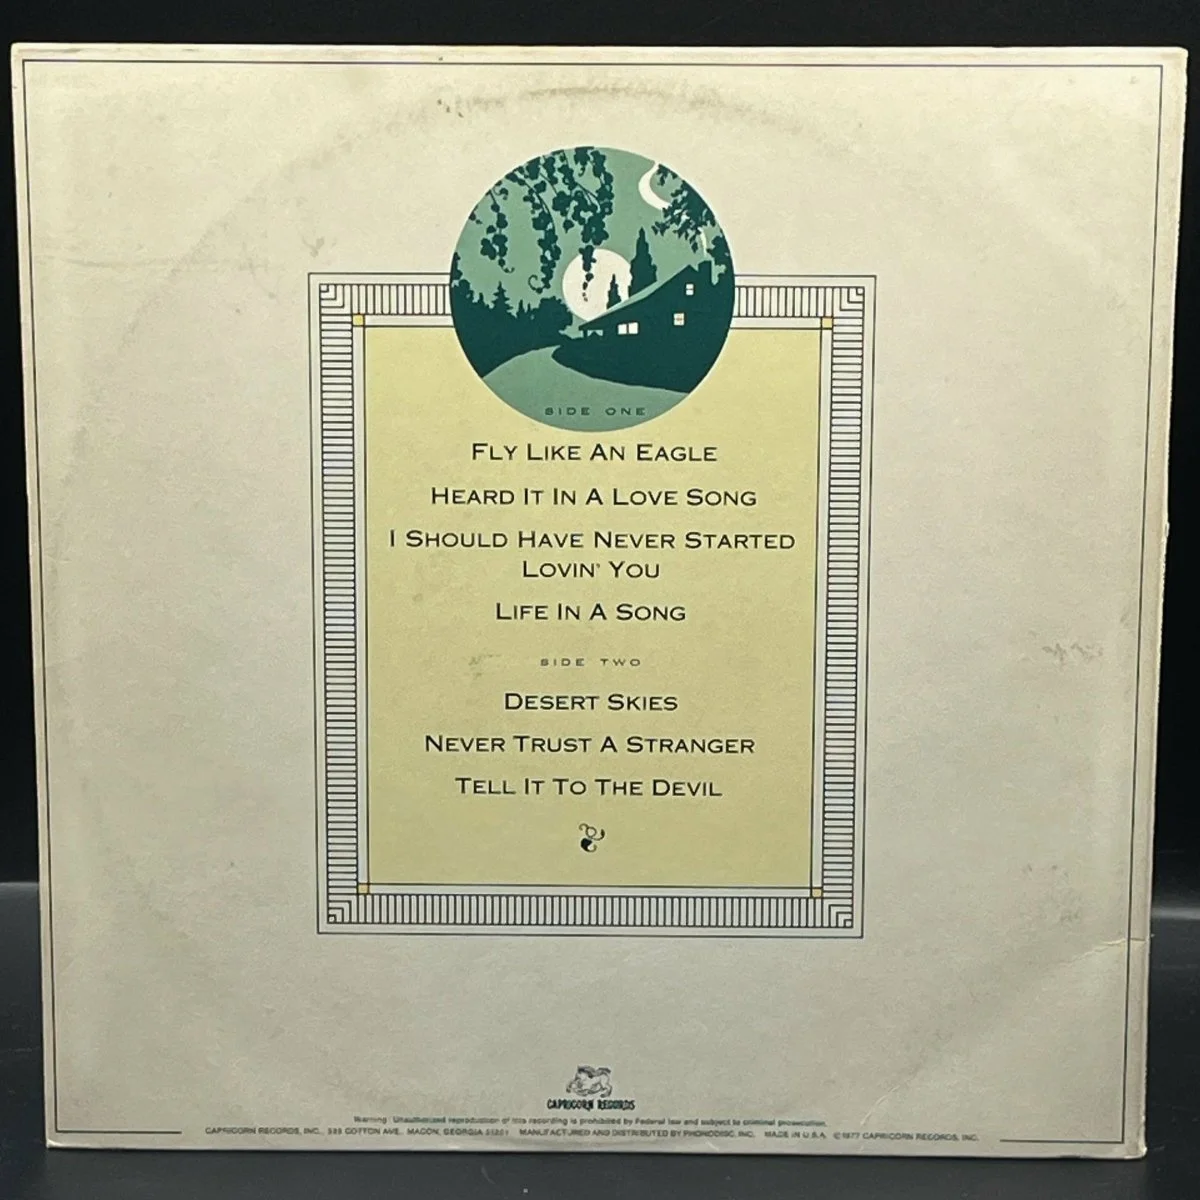 SIDE ONE
FLY LIKE AN EAGLE
HEARD IT IN A LOVE SONG
I SHOULD HAVE NEVER STARTED
LOVIN' YOU
LIFE IN A SONG
SIDE TWO
DESERT SKIES
NEVER TRUST A STRANGER
TELL IT TO THE DEVIL
CAPRICORN RECORDS
Warning: Unauthorized reproduction of this recording is prohibited by Federal law and subject to criminal prosecution.
CAPRICORN RECORDS, INC., 535 COTTON AVE. MACON, GEORGIA 31201 MANUFACTURED AND DISTRIBUTED BY PHONODISC, INC. MADE IN U.S.A. ©1977 CAPRICORN RECORDS, INC.